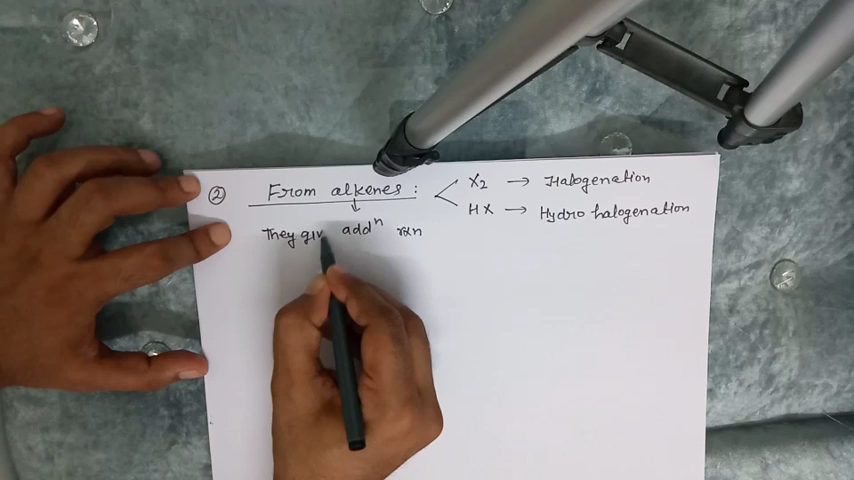 ② From alkenes :
X2 → Halogenation
HX → Hydro halogenation
↓
They giv addⁿ rxn